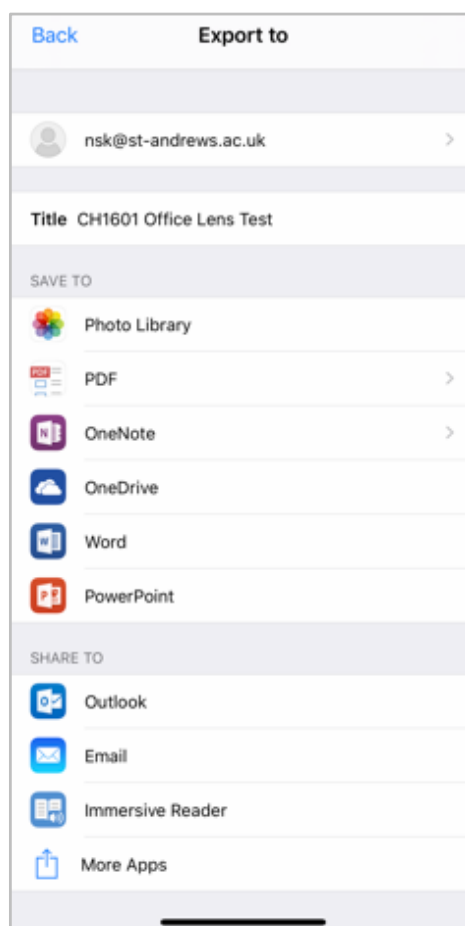 Back Export to
nsk@st-andrews.ac.uk
Title CH1601 Office Lens Test
SAVE TO
Photo Library
PDF
PDF
OneNote
OneDrive
Word
PowerPoint
SHARE TO
Outlook
Email
Immersive Reader
More Apps